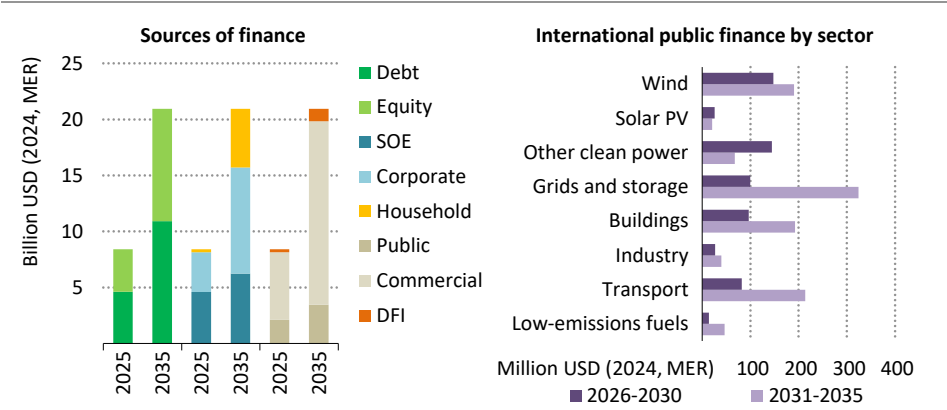 Sources of finance
Billion USD (2024, MER)
25
20
15
10
5
2025
2035
2025
2035
2025
2035
Debt
Equity
SOE
Corporate
Household
Public
Commercial
DFI
International public finance by sector
Wind
Solar PV
Other clean power
Grids and storage
Buildings
Industry
Transport
Low-emissions fuels
Million USD (2024, MER) 100 200 300 400
2026-2030 2031-2035